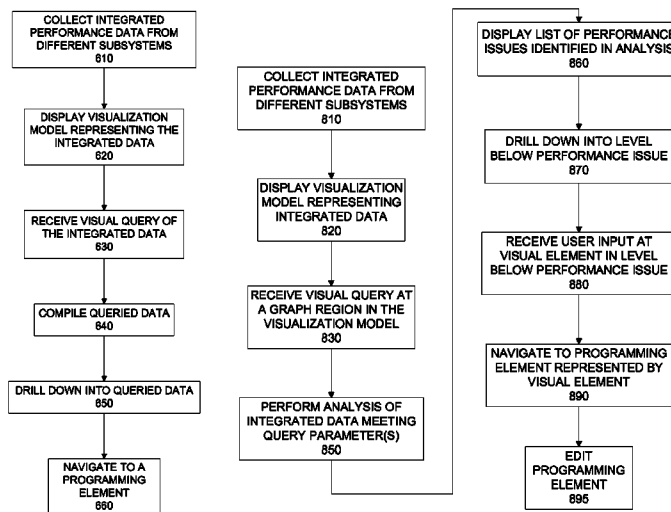 COLLECT INTEGRATED
PERFORMANCE DATA FROM
DIFFERENT SUBSYSTEMS
610
DISPLAY VISUALIZATION
MODEL REPRESENTING THE
INTEGRATED DATA
620
RECEIVE VISUAL QUERY OF
THE INTEGRATED DATA
630
COMPILE QUERIED DATA
640
DRILL DOWN INTO QUERIED DATA
650
NAVIGATE TO A
PROGRAMMING
ELEMENT
660
COLLECT INTEGRATED
PERFORMANCE DATA FROM
DIFFERENT SUBSYSTEMS
810
DISPLAY VISUALIZATION
MODEL REPRESENTING
INTEGRATED DATA
820
RECEIVE VISUAL QUERY AT
A GRAPH REGION IN THE
VISUALIZATION MODEL
830
PERFORM ANALYSIS OF
INTEGRATED DATA MEETING
QUERY PARAMETER(S)
850
DISPLAY LIST OF PERFORMANCE
ISSUES IDENTIFIED IN ANALYSIS
860
DRILL DOWN INTO LEVEL
BELOW PERFORMANCE ISSUE
870
RECEIVE USER INPUT AT
VISUAL ELEMENT IN LEVEL
BELOW PERFORMANCE ISSUE
880
NAVIGATE TO PROGRAMMING
ELEMENT REPRESENTED BY
VISUAL ELEMENT
890
EDIT
PROGRAMMING
ELEMENT
895